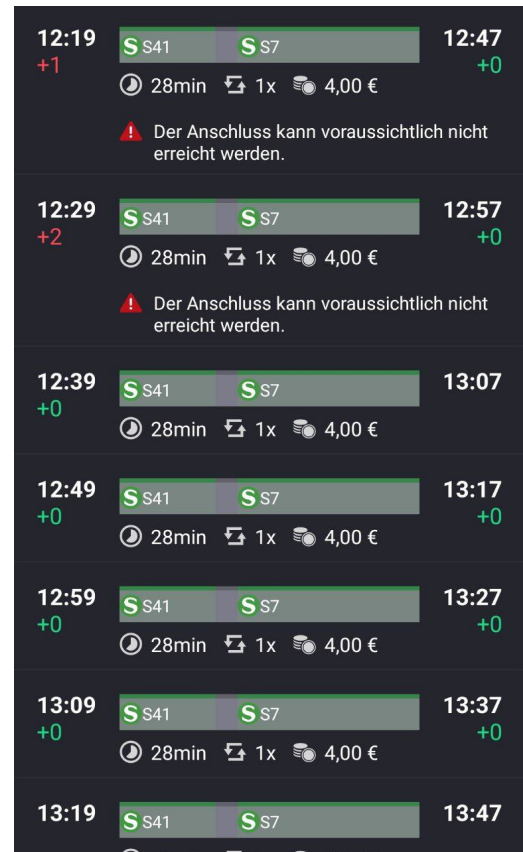 12:19 S S41 S S7 12:47
+1 +0
28min 1x 4,00 €
Der Anschluss kann voraussichtlich nicht
erreicht werden.
12:29 S S41 S S7 12:57
+2 +0
28min 1x 4,00 €
Der Anschluss kann voraussichtlich nicht
erreicht werden.
12:39 S S41 S S7 13:07
+0
28min 1x 4,00 €
12:49 S S41 S S7 13:17
+0 +0
28min 1x 4,00 €
12:59 S S41 S S7 13:27
+0 +0
28min 1x 4,00 €
13:09 S S41 S S7 13:37
+0 +0
28min 1x 4,00 €
13:19 S S41 S S7 13:47